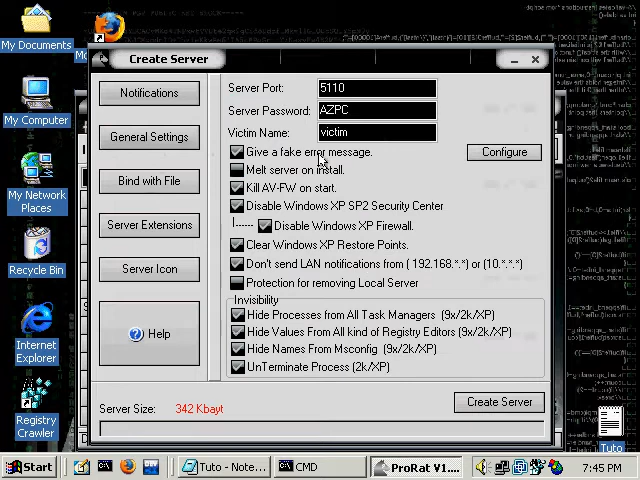 My Documents
My Computer
My Network
Places
Recycle Bin
Internet
Explorer
Registry
Crawler
Create Server
Notifications
General Settings
Bind with File
Server Extensions
Server Icon
Help
Server Port: 5110
Server Password: AZPC
Victim Name: victim
Give a fake error message.
Configure
Melt server on install.
Kill AV-FW on start.
Disable Windows XP SP2 Security Center
I------ Disable Windows XP Firewall.
Clear Windows XP Restore Points.
Don't send LAN notifications from ( 192.168.*.*) or (10.*.*.*)
Protection for removing Local Server
Invisibility
Hide Processes from All Task Managers (9x/2k/XP)
Hide Values From All kind of Registry Editors (9x/2k/XP)
Hide Names From Msconfig (9x/2k/XP)
UnTerminate Process (2k/XP)
Server Size: 342 Kbayt
Create Server
Tuto
Start
Tuto - Note...
CMD
ProRat V1....
7:45 PM